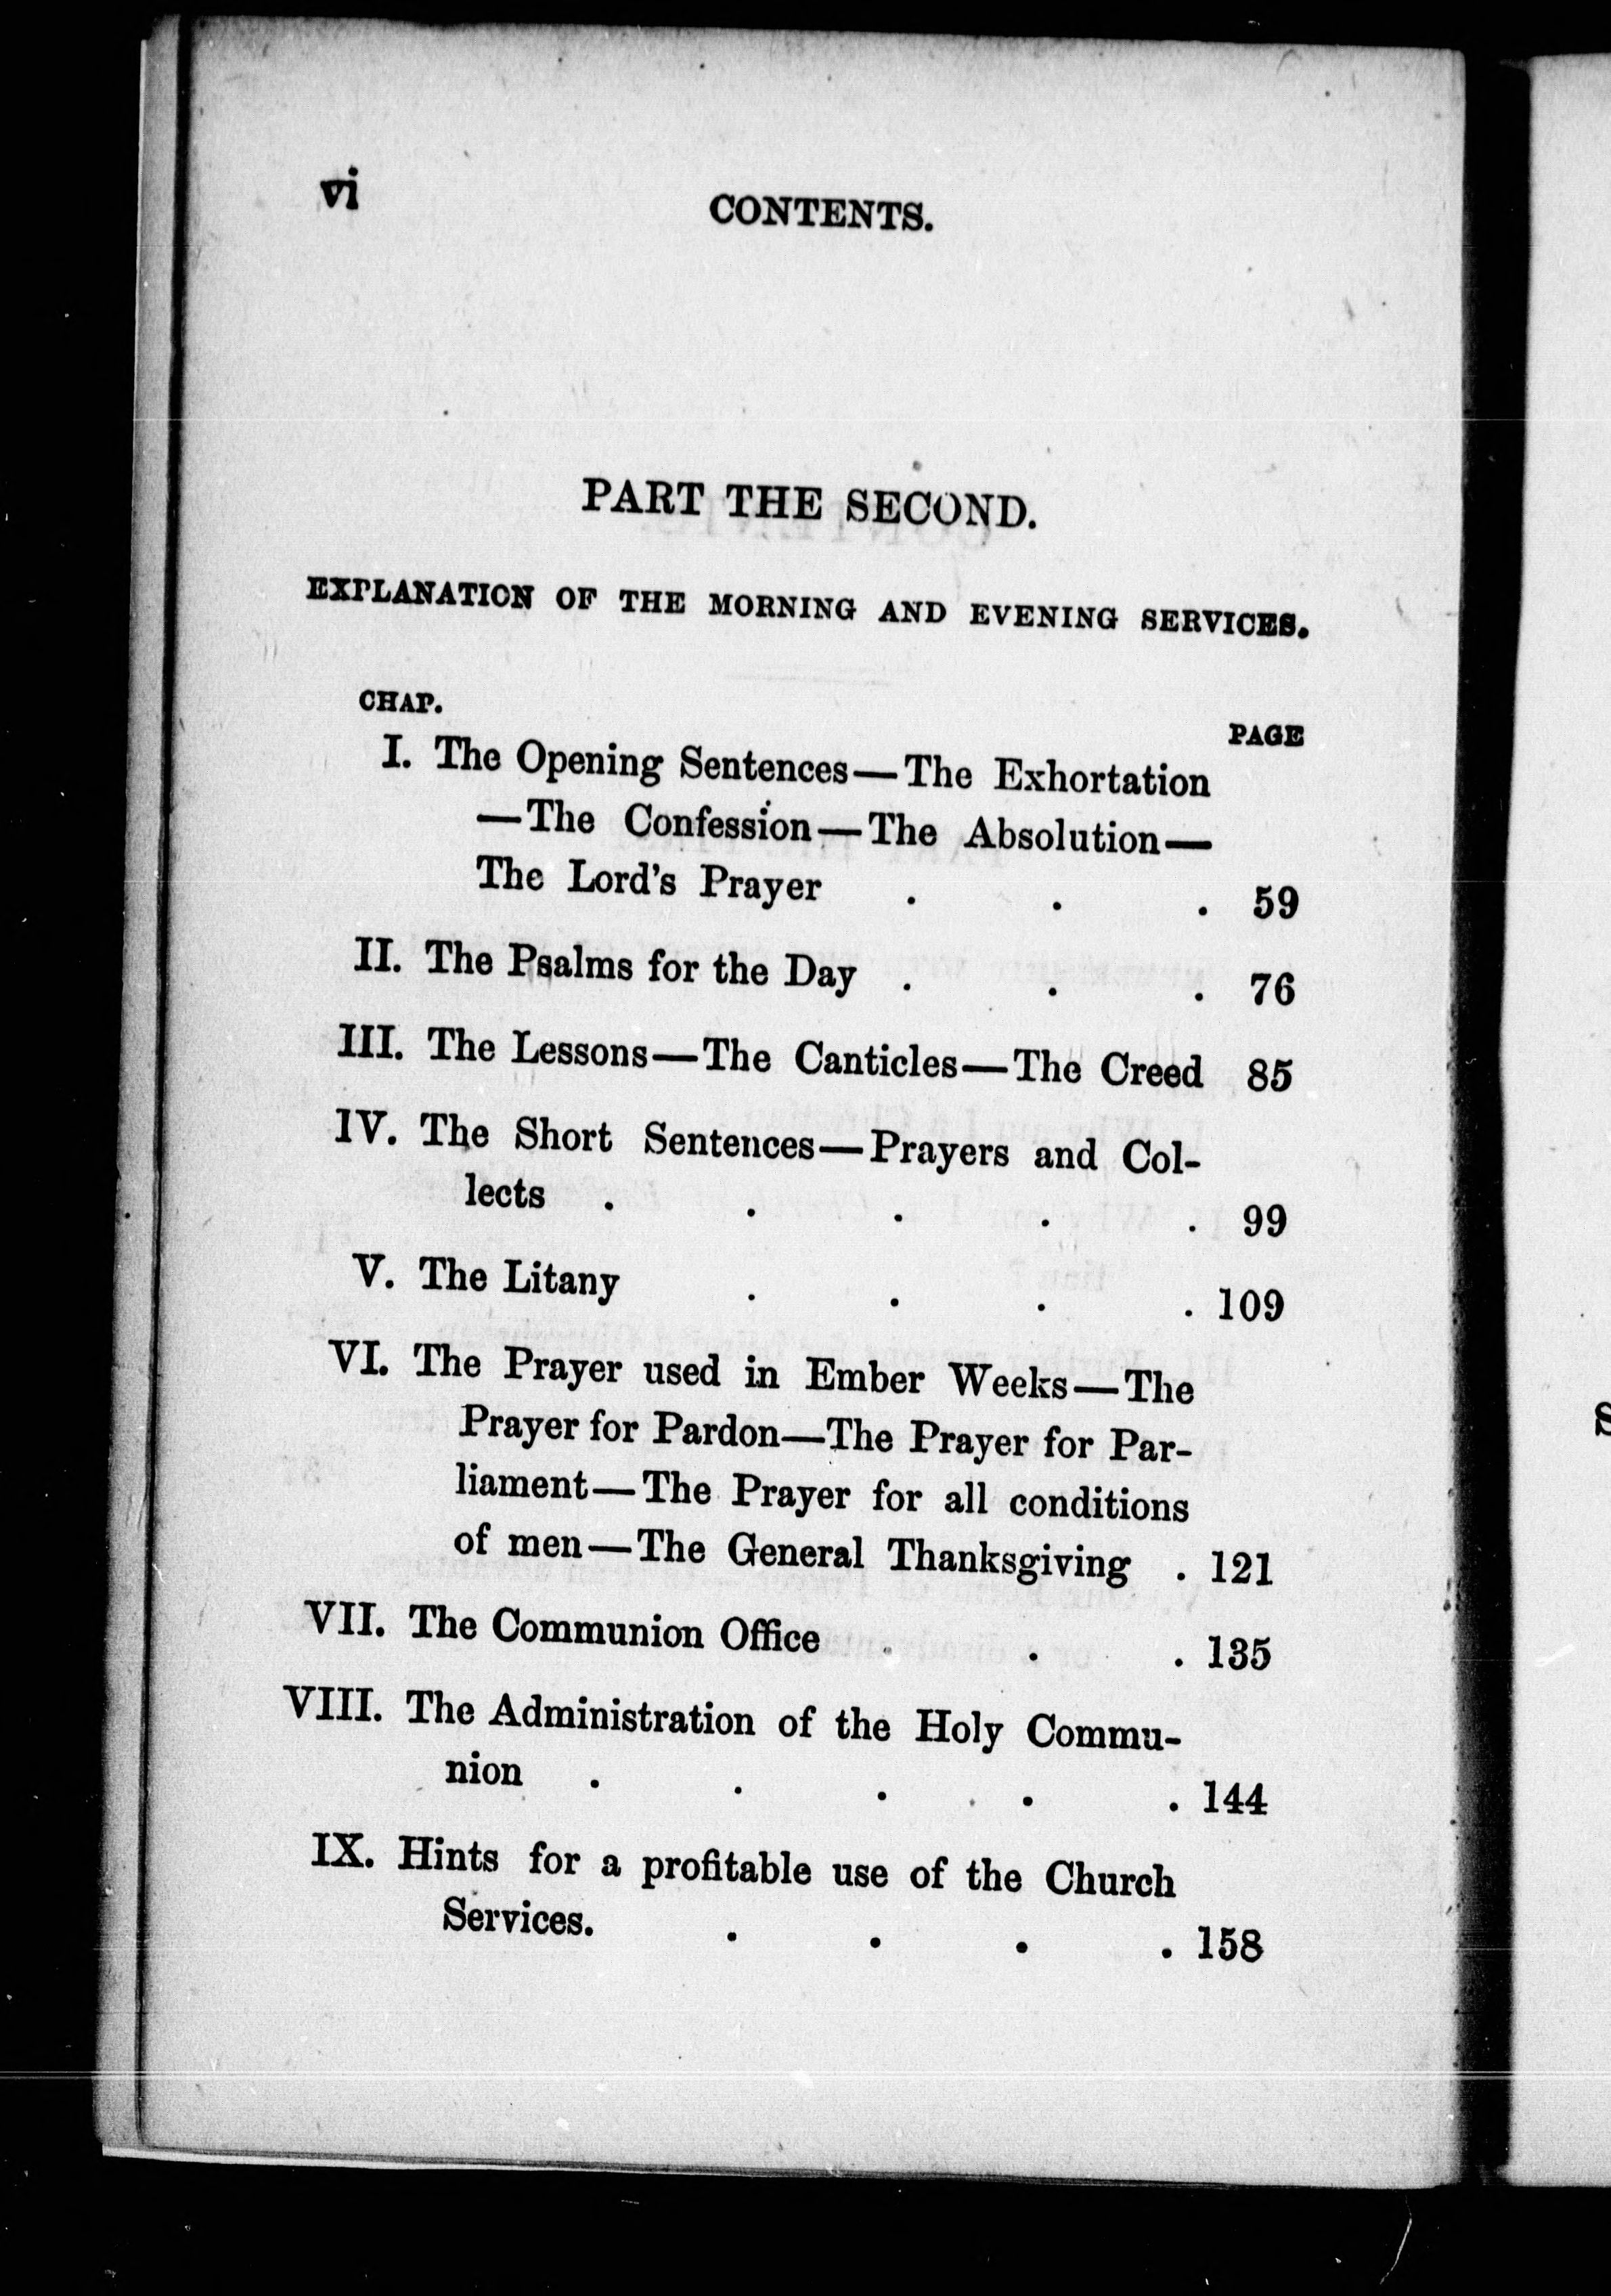 vi
CONTENTS.
PART THE SECOND.
EXPLANATION OF THE MORNING AND EVENING SERVICES.
CHAP.
PAGE
I. The Opening Sentences—The Exhortation
—The Confession—The Absolution—
The Lord's Prayer . . . 59
II. The Psalms for the Day . . . 76
III. The Lessons—The Canticles—The Creed 85
IV. The Short Sentences—Prayers and Col-
lects . . . . . 99
V. The Litany . . . . 109
VI. The Prayer used in Ember Weeks—The
Prayer for Pardon—The Prayer for Par-
liament—The Prayer for all conditions
of men—The General Thanksgiving . 121
VII. The Communion Office . . . 135
VIII. The Administration of the Holy Commu-
nion . . . . . 144
IX. Hints for a profitable use of the Church
Services. . . . . 158